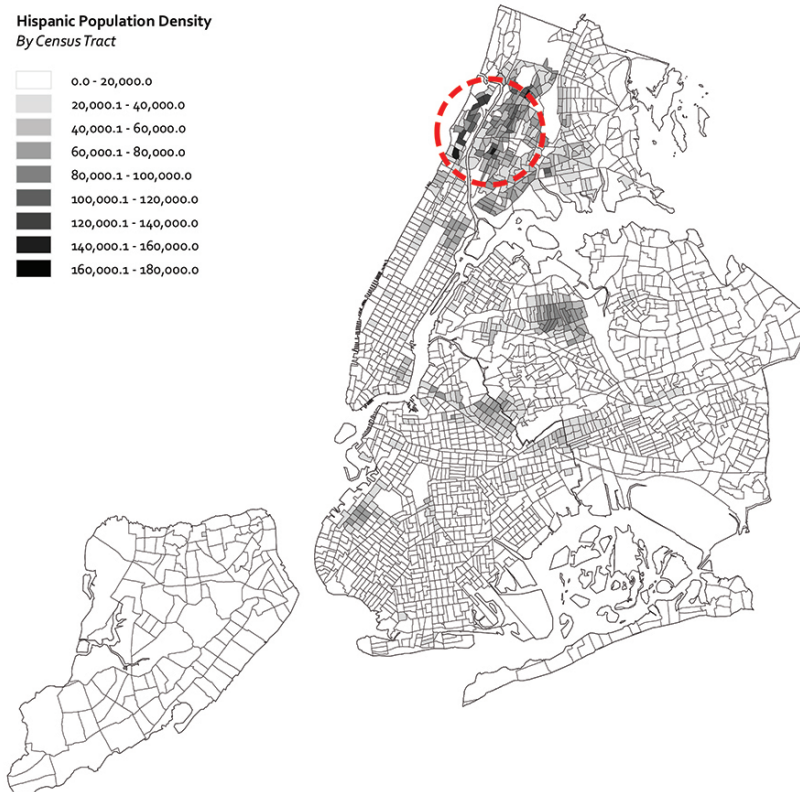 Hispanic Population Density
By Census Tract
0.0 - 20,000.0
20,000.1 - 40,000.0
40,000.1 - 60,000.0
60,000.1 - 80,000.0
80,000.1 - 100,000.0
100,000.1 - 120,000.0
120,000.1 - 140,000.0
140,000.1 - 160,000.0
160,000.1 - 180,000.0